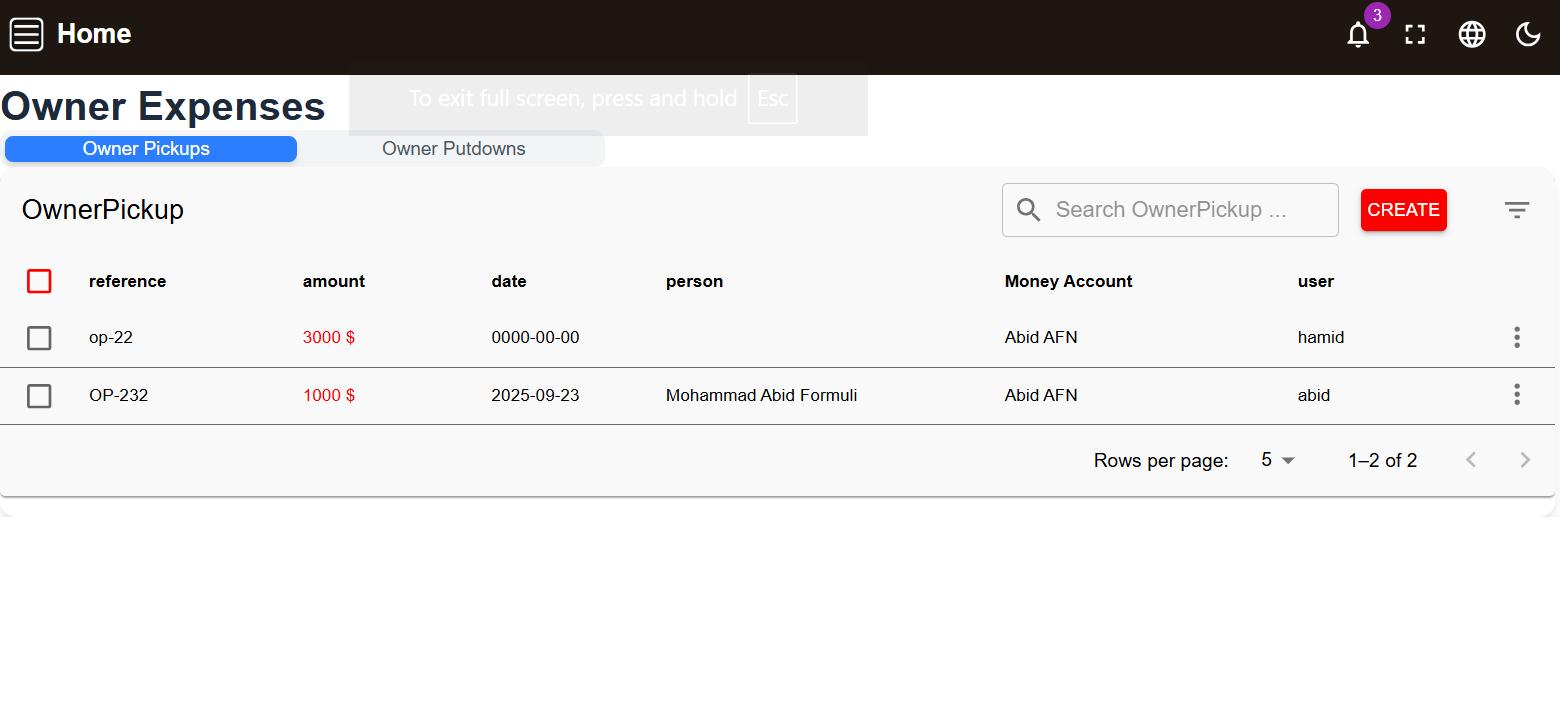 Home
3
Owner Expenses
To exit full screen, press and hold Esc
Owner Pickups Owner Putdowns
OwnerPickup Search OwnerPickup ... CREATE
reference amount date person Money Account user
op-22 3000 $ 0000-00-00 Abid AFN hamid
OP-232 1000 $ 2025-09-23 Mohammad Abid Formuli Abid AFN abid
Rows per page: 5 1–2 of 2